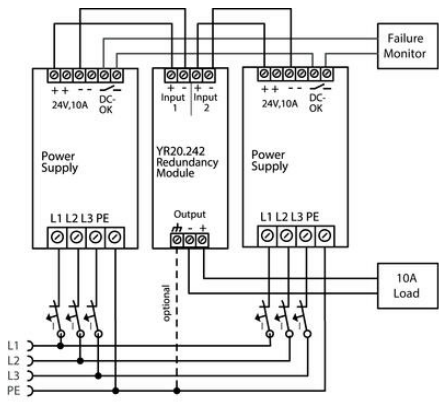 Failure
Monitor
+ + - - DC-
OK
24V,10A
Power
Supply
L1 L2 L3 PE
+ - + -
Input
1
Input
2
YR20.242
Redundancy
Module
Output
- +
optional
+ + - - DC-
OK
24V,10A
Power
Supply
L1 L2 L3 PE
10A
Load
I
I
I
I
I
I
L1
L2
L3
PE